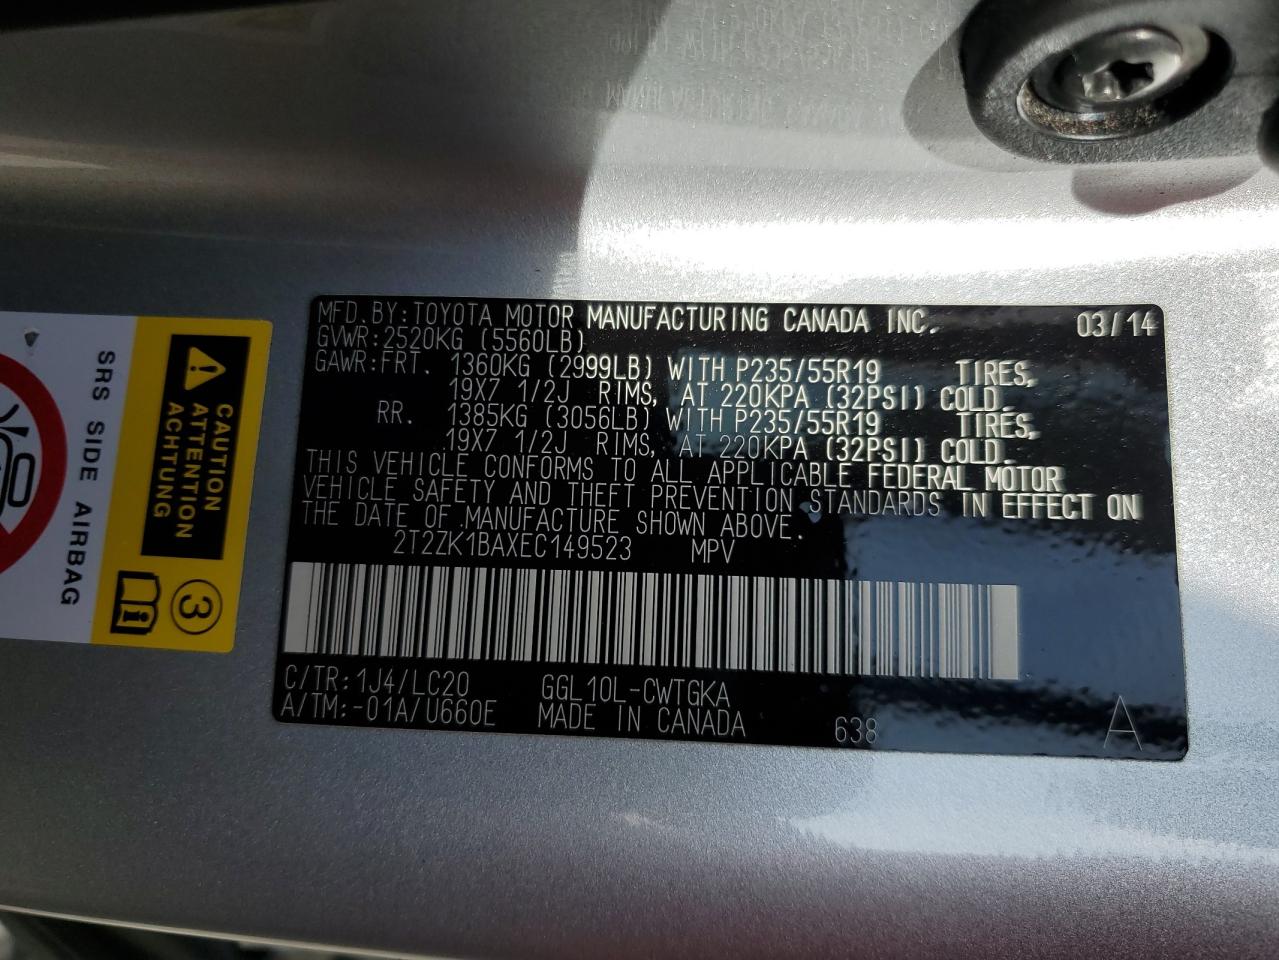 MFD. BY: TOYOTA MOTOR MANUFACTURING CANADA INC. 03/14
GVWR: 2520KG (5560LB)
GAWR: FRT. 1360KG (2999LB) WITH P235/55R19 TIRES,
19X7 1/2J RIMS, AT 220KPA (32PSI) COLD.
RR. 1385KG (3056LB) WITH P235/55R19 TIRES,
19X7 1/2J RIMS, AT 220KPA (32PSI) COLD.
THIS VEHICLE CONFORMS TO ALL APPLICABLE FEDERAL MOTOR
VEHICLE SAFETY AND THEFT PREVENTION STANDARDS IN EFFECT ON
THE DATE OF MANUFACTURE SHOWN ABOVE.
2T2ZK1BAXEC149523 MPV
C/TR: 1J4/LC20 GGL10L-CWTGKA
A/TM: -01A/U660E MADE IN CANADA 638 A
CAUTION
ATTENTION
ACHTUNG
3
SRS SIDE AIRBAG